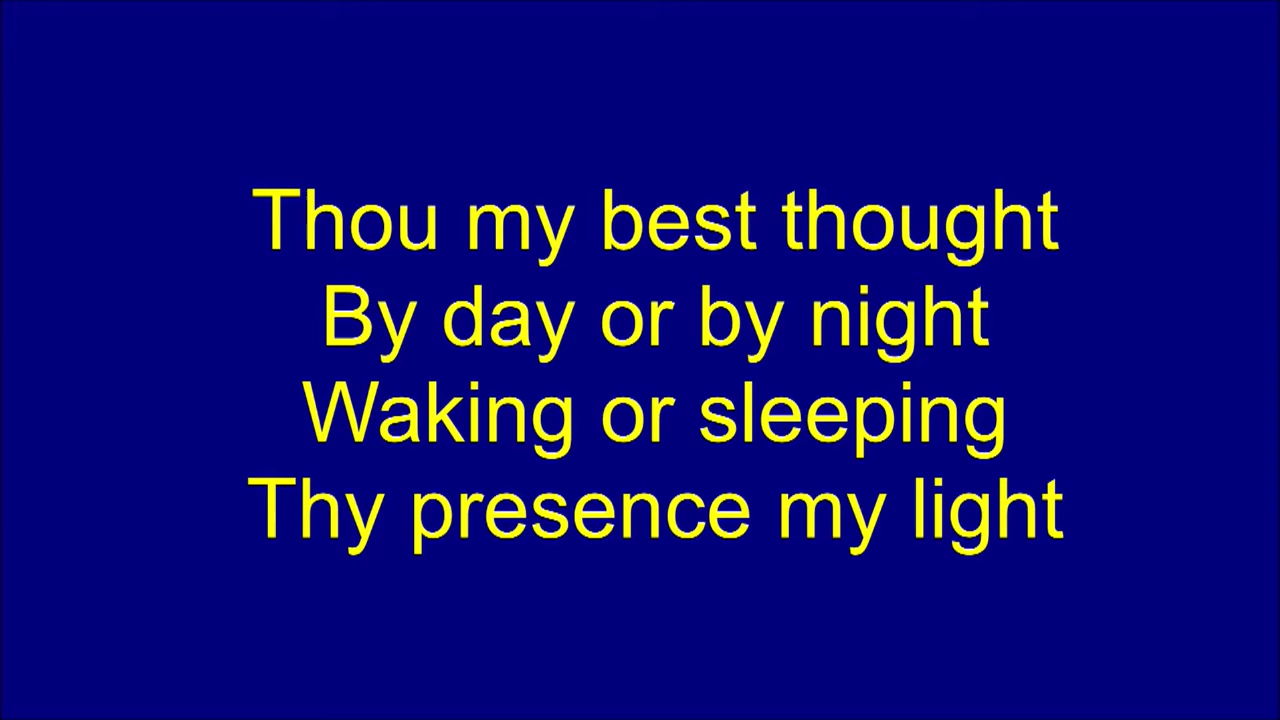 Thou my best thought
By day or by night
Waking or sleeping
Thy presence my light